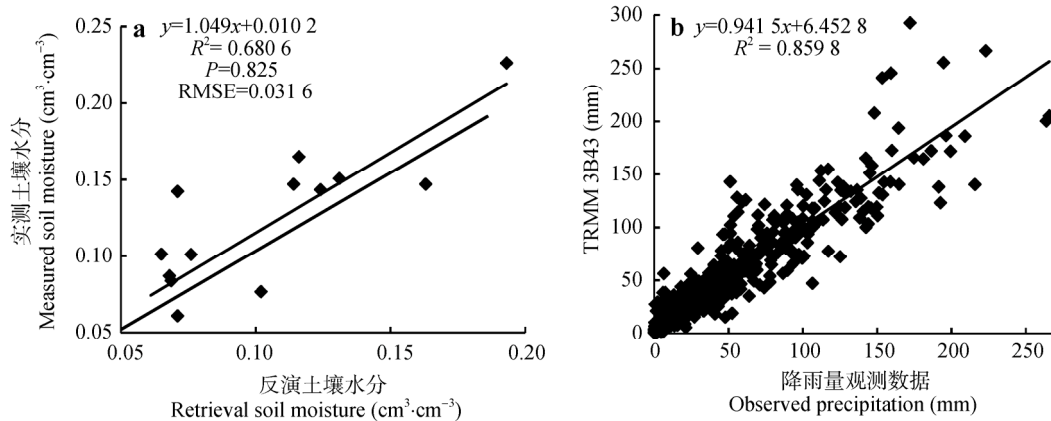 a
y=1.049x+0.010 2
R²= 0.680 6
P=0.825
RMSE=0.031 6
实测土壤水分
Measured soil moisture (cm³·cm⁻³)
0.25
0.20
0.15
0.10
0.05
0.05 0.10 0.15 0.20
反演土壤水分
Retrieval soil moisture (cm³·cm⁻³)
b
y=0.941 5x+6.452 8
R² = 0.859 8
TRMM 3B43 (mm)
300
250
200
150
100
50
0
0 50 100 150 200 250
降雨量观测数据
Observed precipitation (mm)